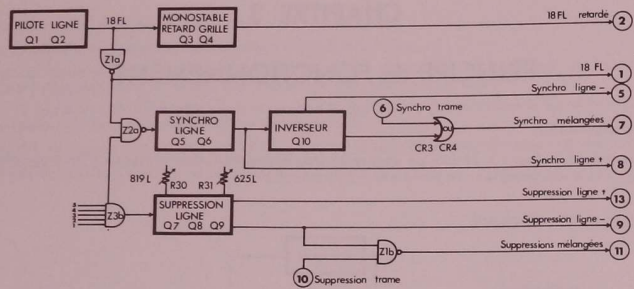 PILOTE LIGNE
Q1 Q2
18 FL
MONOSTABLE
RETARD GRILLE
Q3 Q4
18 FL retardé
2
Z1a
18 FL
1
Synchro ligne –
5
Z2a
SYNCHRO
LIGNE
Q5 Q6
INVERSEUR
Q10
6
Synchro trame
OU
CR3 CR4
Synchro mélangées
7
Synchro ligne +
8
819 L
R30
R31
625 L
Suppression ligne +
13
Z3b
SUPPRESSION
LIGNE
Q7 Q8 Q9
Suppression ligne –
9
Z1b
Suppressions mélangées
11
10
Suppression trame